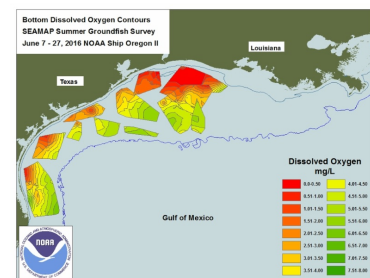 Bottom Dissolved Oxygen Contours
SEAMAP Summer Groundfish Survey
June 7 - 27, 2016 NOAA Ship Oregon II
Louisiana
Texas
Gulf of Mexico
Dissolved Oxygen
mg/L
0.0-0.50
0.51-1.00
1.01-1.50
1.51-2.00
2.01-2.50
2.51-3.00
3.01-3.50
3.51-4.00
4.01-4.50
4.51-5.00
5.01-5.50
5.51-6.00
6.01-6.50
6.51-7.00
7.01-7.50
7.51-8.00
NOAA